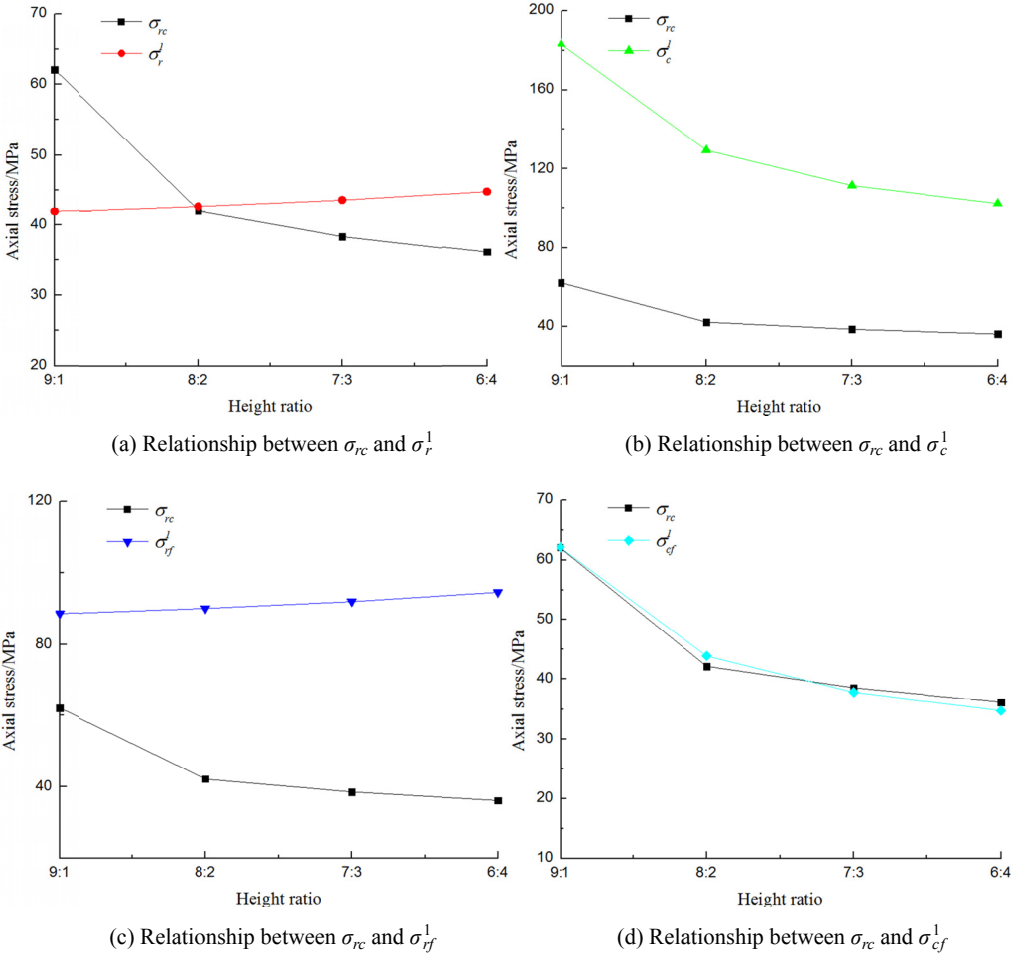 70
60
50
40
30
20
Axial stress/MPa
σrc
σr1
9:1 8:2 7:3 6:4
Height ratio
(a) Relationship between σrc and σr1
200
160
120
80
40
Axial stress/MPa
σrc
σc1
9:1 8:2 7:3 6:4
Height ratio
(b) Relationship between σrc and σc1
120
80
40
Axial stress/MPa
σrc
σrf1
9:1 8:2 7:3 6:4
Height ratio
(c) Relationship between σrc and σrf1
70
60
50
40
30
20
10
Axial stress/MPa
σrc
σcf1
9:1 8:2 7:3 6:4
Height ratio
(d) Relationship between σrc and σcf1